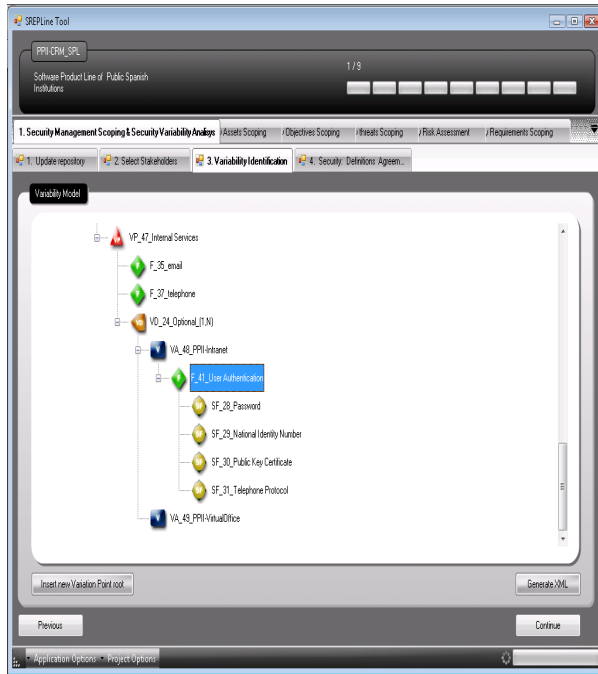 SREPLine Tool
PPII-CRM_SPL
Software Product Line of Public Spanish
Institutions
1 / 9
1. Security Management Scoping & Security Variability Analisys
Assets Scoping
Objectives Scoping
threats Scoping
Risk Assessment
Requirements Scoping
1. Update repository
2. Select Stakeholders
3. Variability Identification
4. Security Definitions Agreem...
Variability Model
VP_47_Internal Services
F_35_email
F_37_telephone
VD_24_Optional_(1,N)
VA_48_PPII-Intranet
F_41_User Authentication
SF_28_Password
SF_29_National Identity Number
SF_30_Public Key Certificate
SF_31_Telephone Protocol
VA_49_PPII-VirtualOffice
Insert new Variation Point root
Generate XML
Previous
Continue
Application Options
Project Options